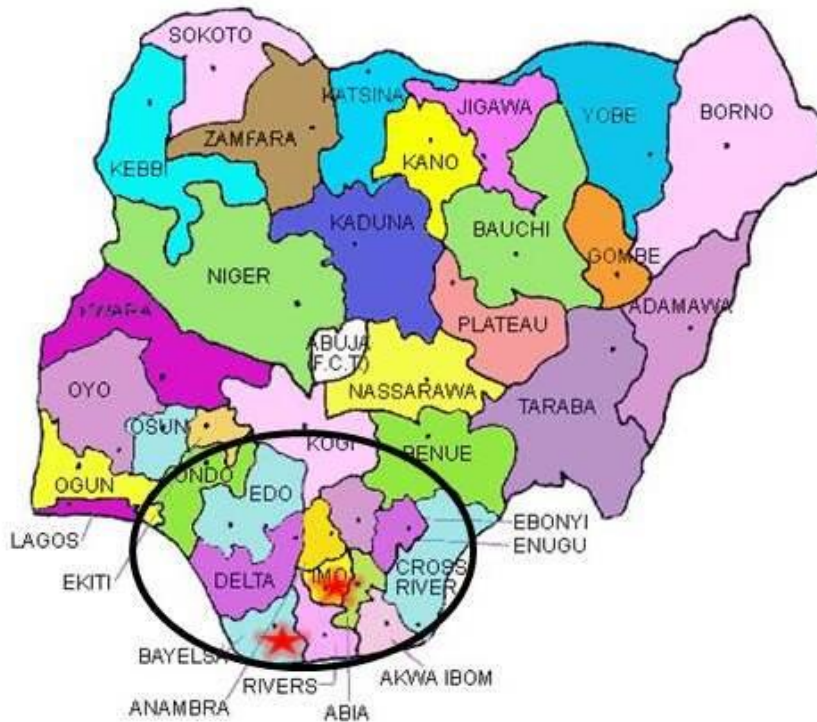 SOKOTO
KATSINA
JIGAWA
YOBE
BORNO
ZAMFARA
KANO
KEBBI
KADUNA
BAUCHI
GOMBE
NIGER
ADAMAWA
KWARA
PLATEAU
ABUJA
(F.C.T)
NASSARAWA
OYO
TARABA
OSUN
KOGI
BENUE
ONDO
OGUN
EDO
EBONYI
ENUGU
LAGOS
EKITI
DELTA
IMO
CROSS
RIVER
BAYELSA
RIVERS
AKWA IBOM
ANAMBRA
ABIA